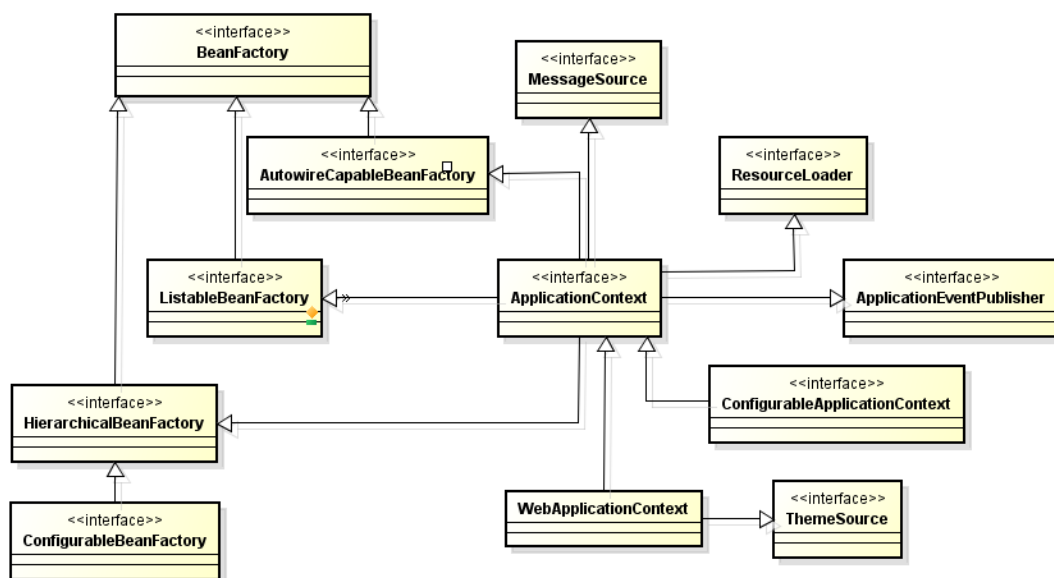 <<interface>>
BeanFactory
<<interface>>
MessageSource
<<interface>>
AutowireCapableBeanFactory
<<interface>>
ResourceLoader
<<interface>>
ListableBeanFactory
<<interface>>
ApplicationContext
<<interface>>
ApplicationEventPublisher
<<interface>>
ConfigurableApplicationContext
<<interface>>
HierarchicalBeanFactory
WebApplicationContext
<<interface>>
ThemeSource
<<interface>>
ConfigurableBeanFactory